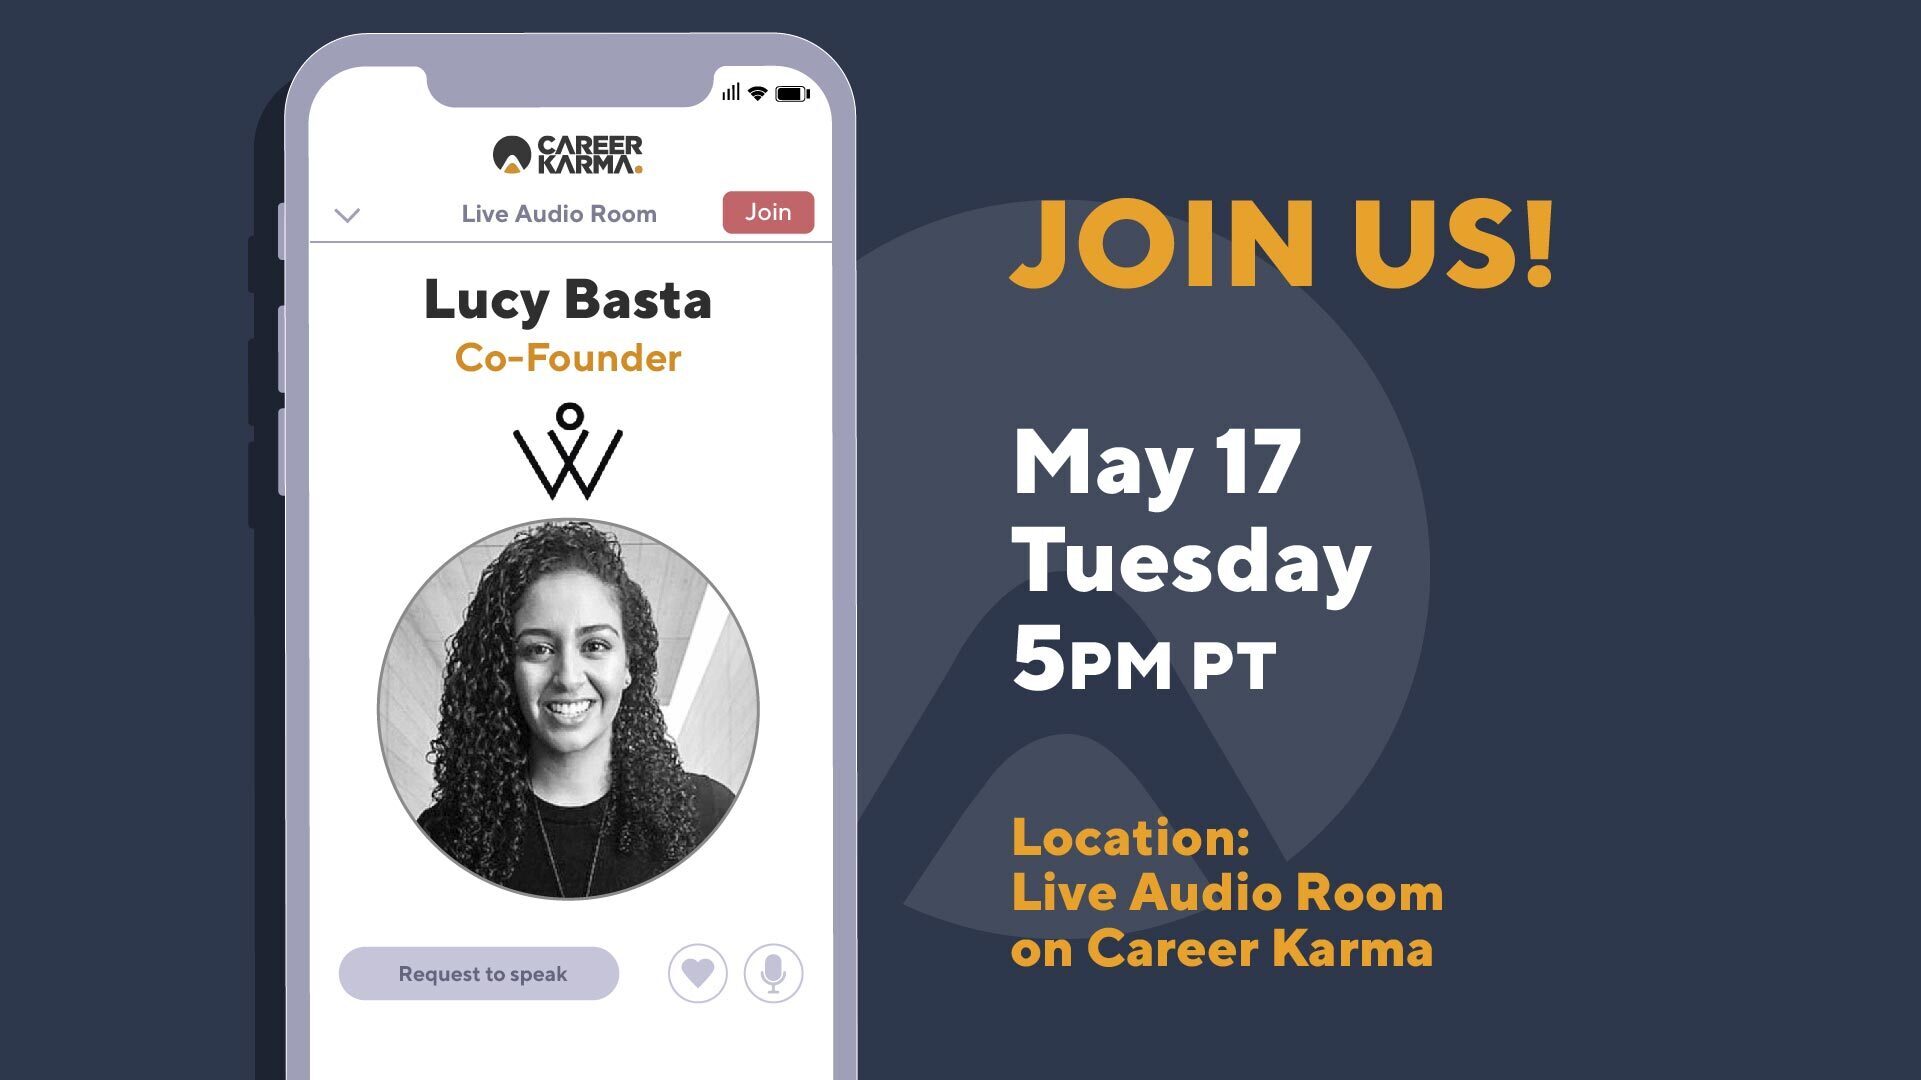 CAREER
KARMA.
Live Audio Room
Join
Lucy Basta
Co-Founder
Request to speak
JOIN US!
May 17
Tuesday
5PM PT
Location:
Live Audio Room
on Career Karma